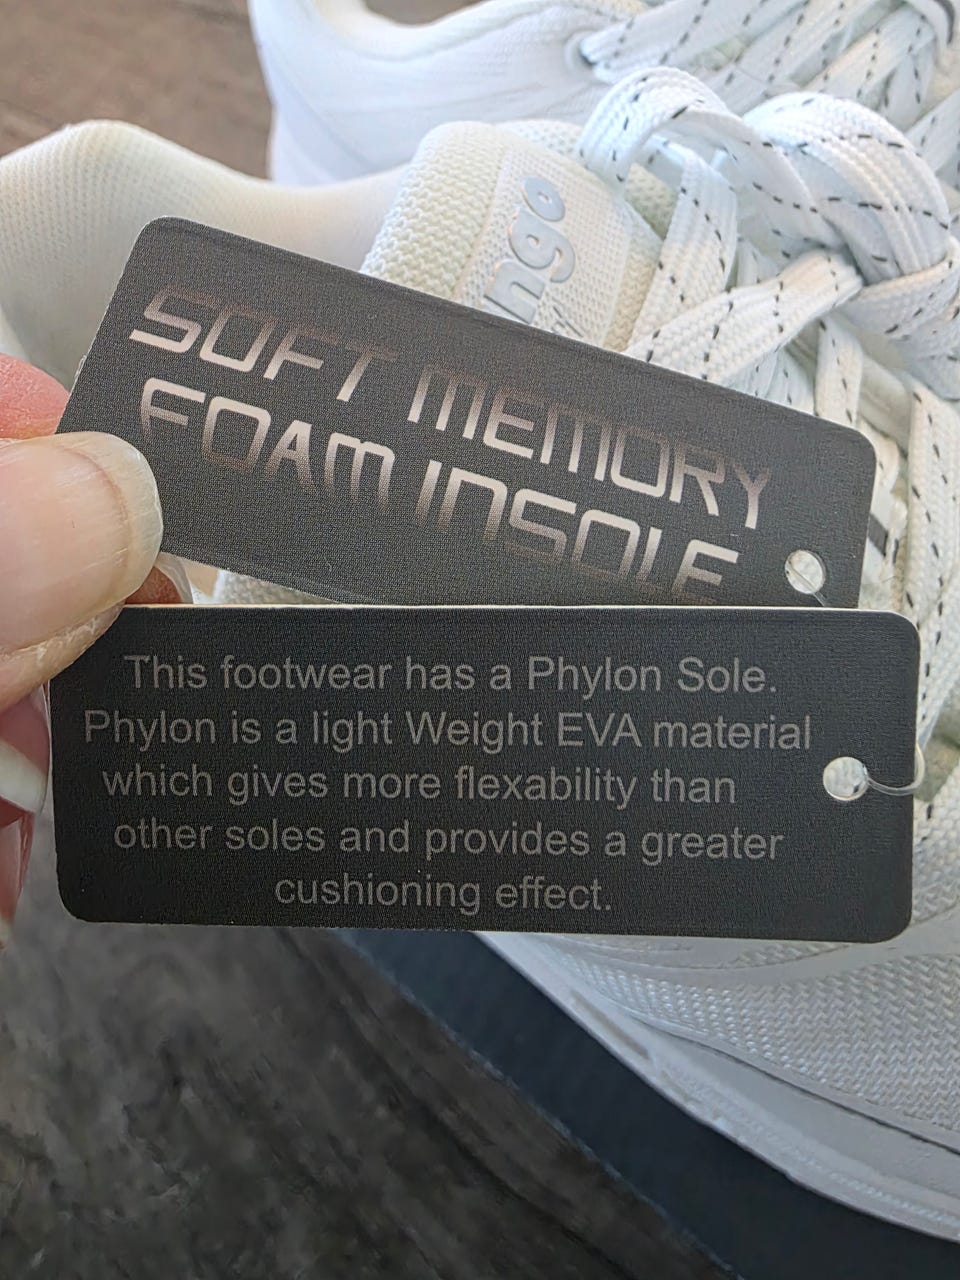 ngo
SOFT MEMORY
FOAM INSOLE
This footwear has a Phylon Sole.
Phylon is a light Weight EVA material
which gives more flexability than
other soles and provides a greater
cushioning effect.